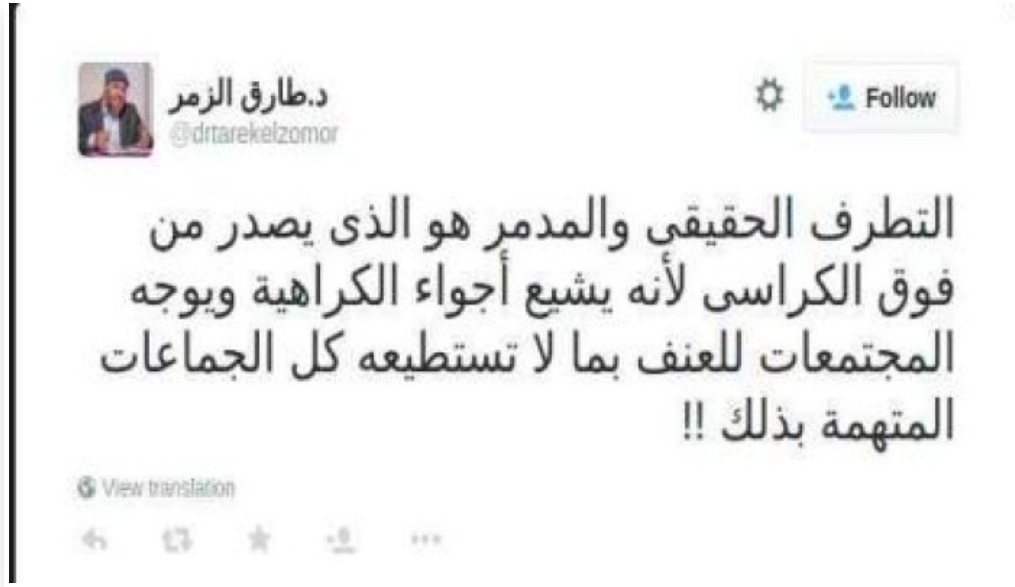 د.طارق الزمر
@drtarekelzomor
Follow
التطرف الحقيقى والمدمر هو الذى يصدر من
فوق الكراسى لأنه يشيع أجواء الكراهية ويوجه
المجتمعات للعنف بما لا تستطيعه كل الجماعات
المتهمة بذلك !!
View translation